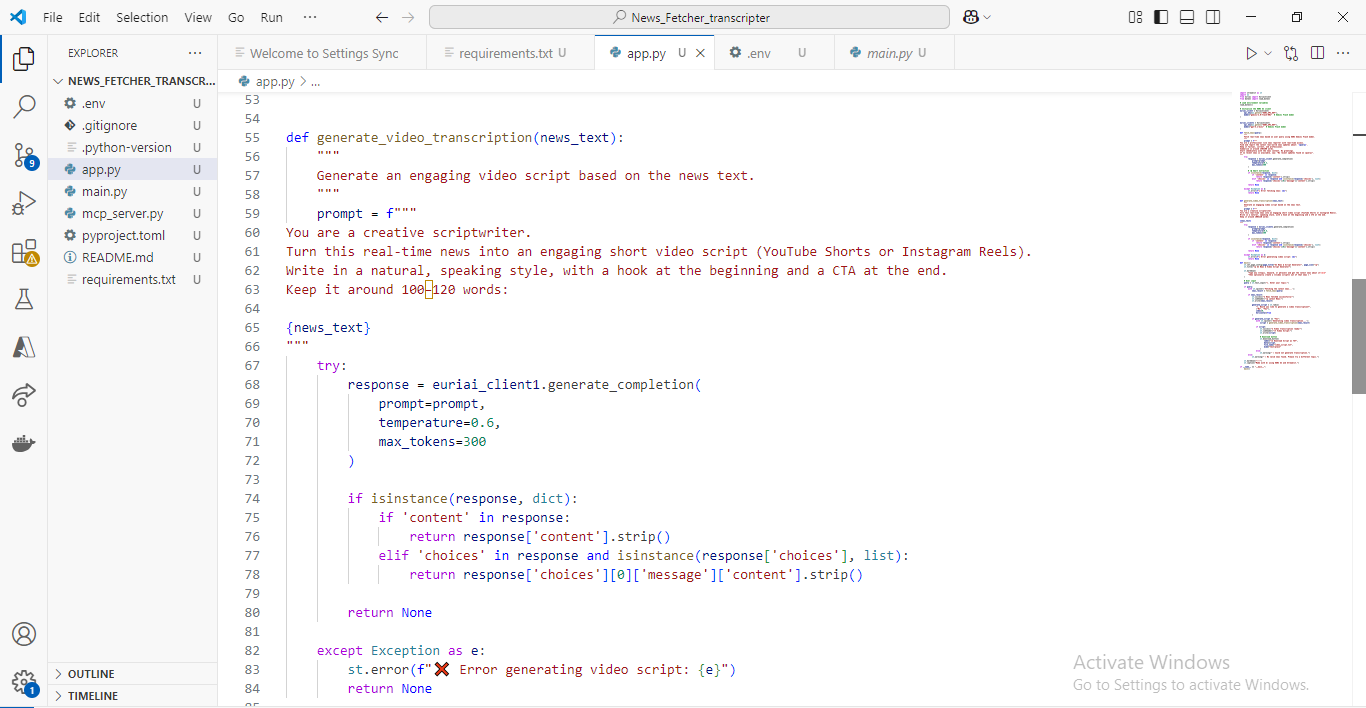 File Edit Selection View Go Run ··· News_Fetcher_transcripter
EXPLORER ···
NEWS_FETCHER_TRANSCR...
.env U
.gitignore U
.python-version U
app.py U
main.py U
mcp_server.py U
pyproject.toml U
README.md U
requirements.txt U
OUTLINE
TIMELINE
9
1
Welcome to Settings Sync requirements.txt U app.py U .env U main.py U
app.py > ...
53
54
55 def generate_video_transcription(news_text):
56 """
57 Generate an engaging video script based on the news text.
58 """
59 prompt = f"""
60 You are a creative scriptwriter.
61 Turn this real-time news into an engaging short video script (YouTube Shorts or Instagram Reels).
62 Write in a natural, speaking style, with a hook at the beginning and a CTA at the end.
63 Keep it around 100–120 words:
64
65 {news_text}
66 """
67 try:
68 response = euriai_client1.generate_completion(
69 prompt=prompt,
70 temperature=0.6,
71 max_tokens=300
72 )
73
74 if isinstance(response, dict):
75 if 'content' in response:
76 return response['content'].strip()
77 elif 'choices' in response and isinstance(response['choices'], list):
78 return response['choices'][0]['message']['content'].strip()
79
80 return None
81
82 except Exception as e:
83 st.error(f"❌ Error generating video script: {e}")
84 return None
Activate Windows
Go to Settings to activate Windows.